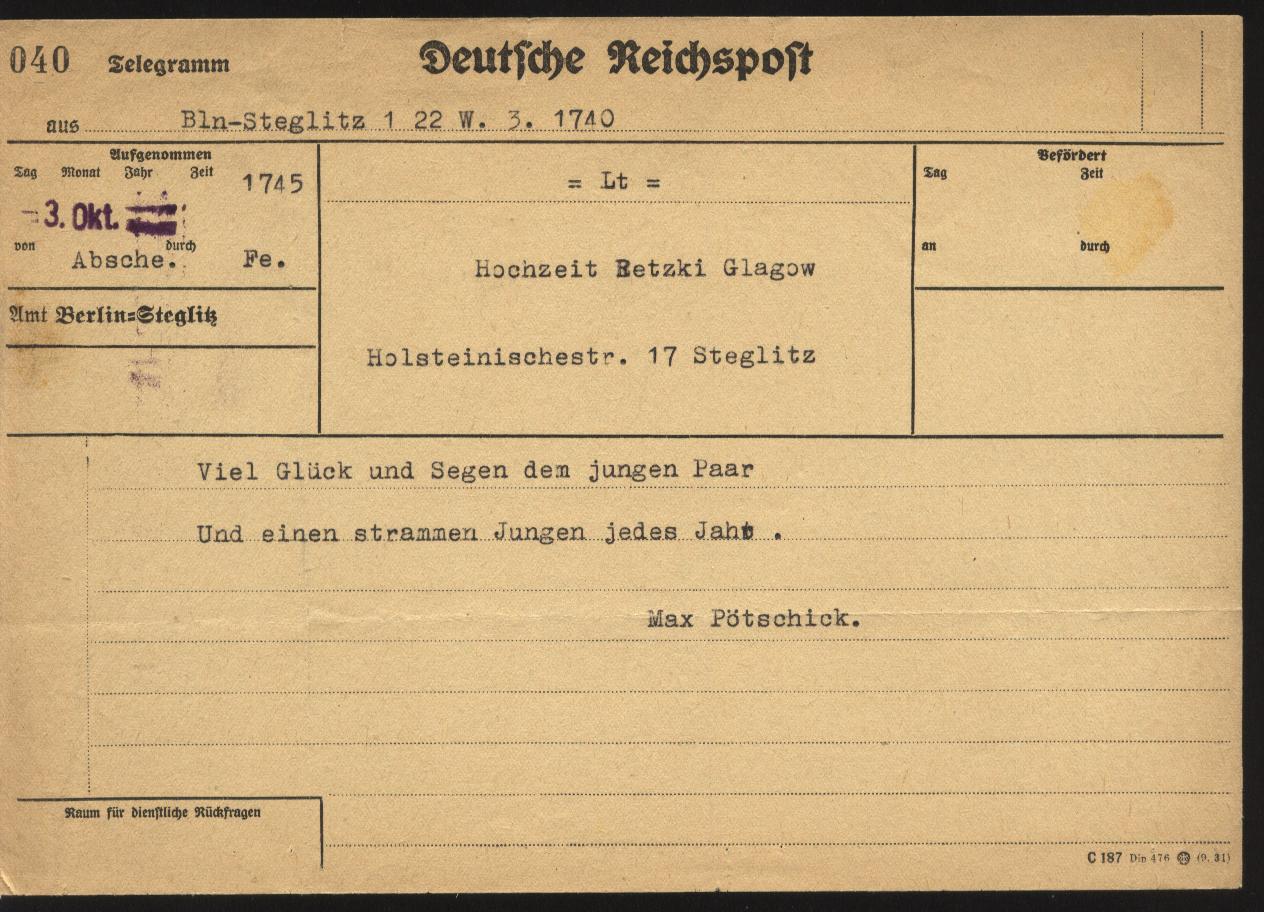 040 Telegramm Deutsche Reichspost
aus Bln-Steglitz 1 22 W. 3. 1740
Aufgenommen
Tag Monat Jahr Zeit 1745
-3. Okt.
von durch
Absche. Fe.
Amt Berlin=Steglitz
= Lt =
Hochzeit Retzki Glagow
Holsteinischestr. 17 Steglitz
Befördert
Tag Zeit
an durch
Viel Glück und Segen dem jungen Paar
Und einen strammen Jungen jedes Jahr .
Max Pötschick.
Raum für dienstliche Rückfragen
C 187 Din 476 (9. 31)